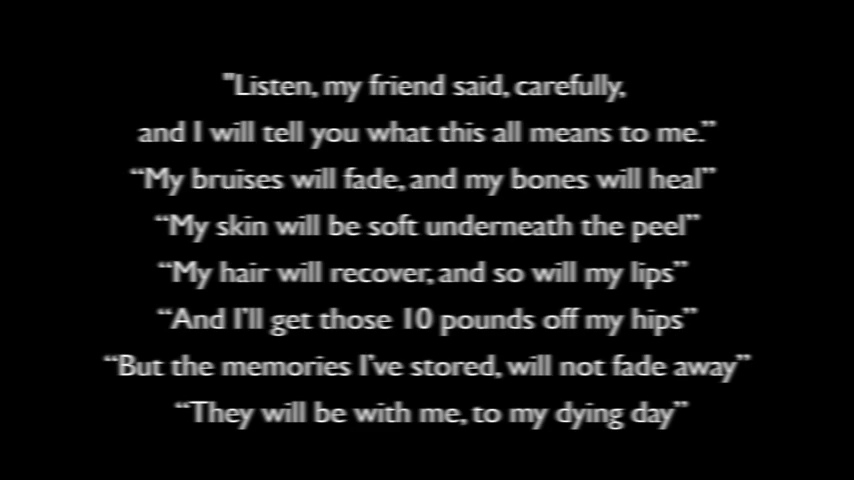 "Listen, my friend said, carefully,
and I will tell you what this all means to me.”
“My bruises will fade, and my bones will heal”
“My skin will be soft underneath the peel”
“My hair will recover, and so will my lips”
“And I’ll get those 10 pounds off my hips”
“But the memories I’ve stored, will not fade away”
“They will be with me, to my dying day”